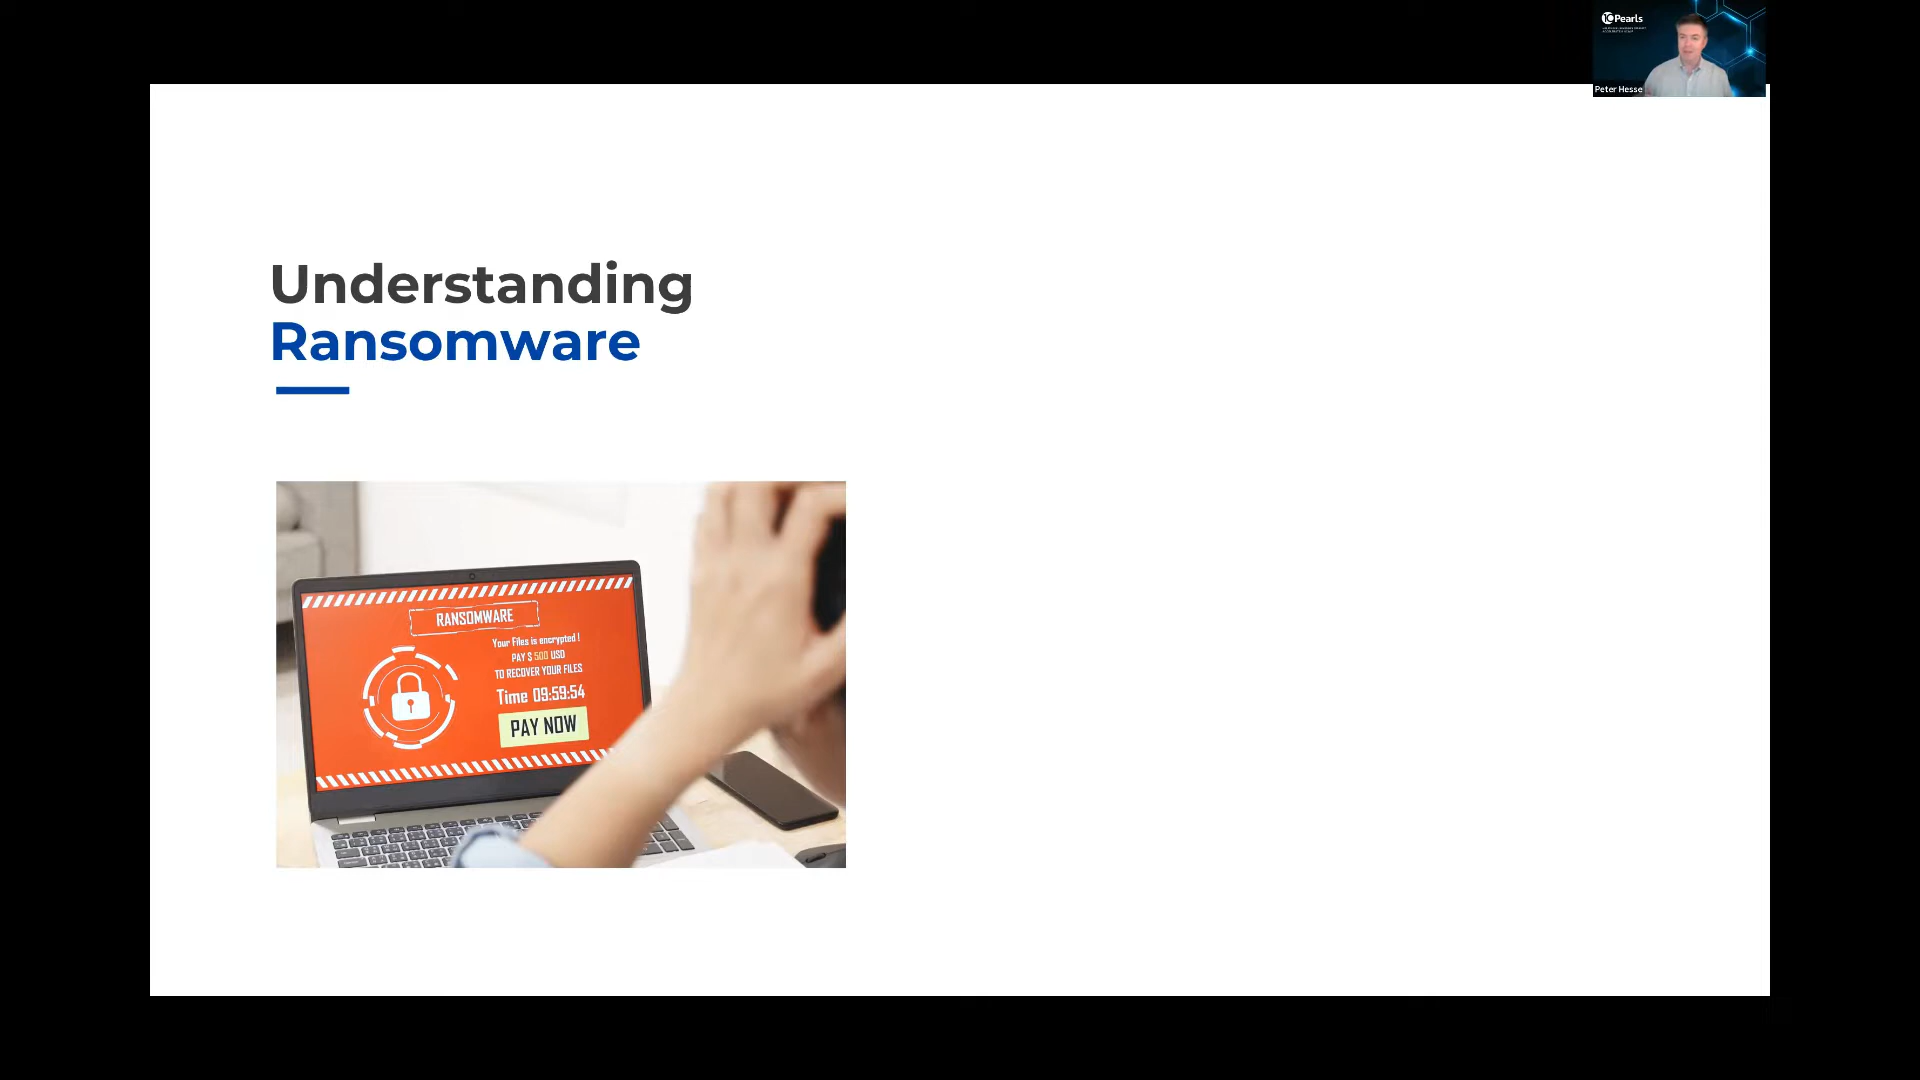 10Pearls
Peter Hesse
Understanding
Ransomware
RANSOMWARE
Your Files is encrypted !
PAY $ 500 USD
TO RECOVER YOUR FILES
Time 09:59:54
PAY NOW